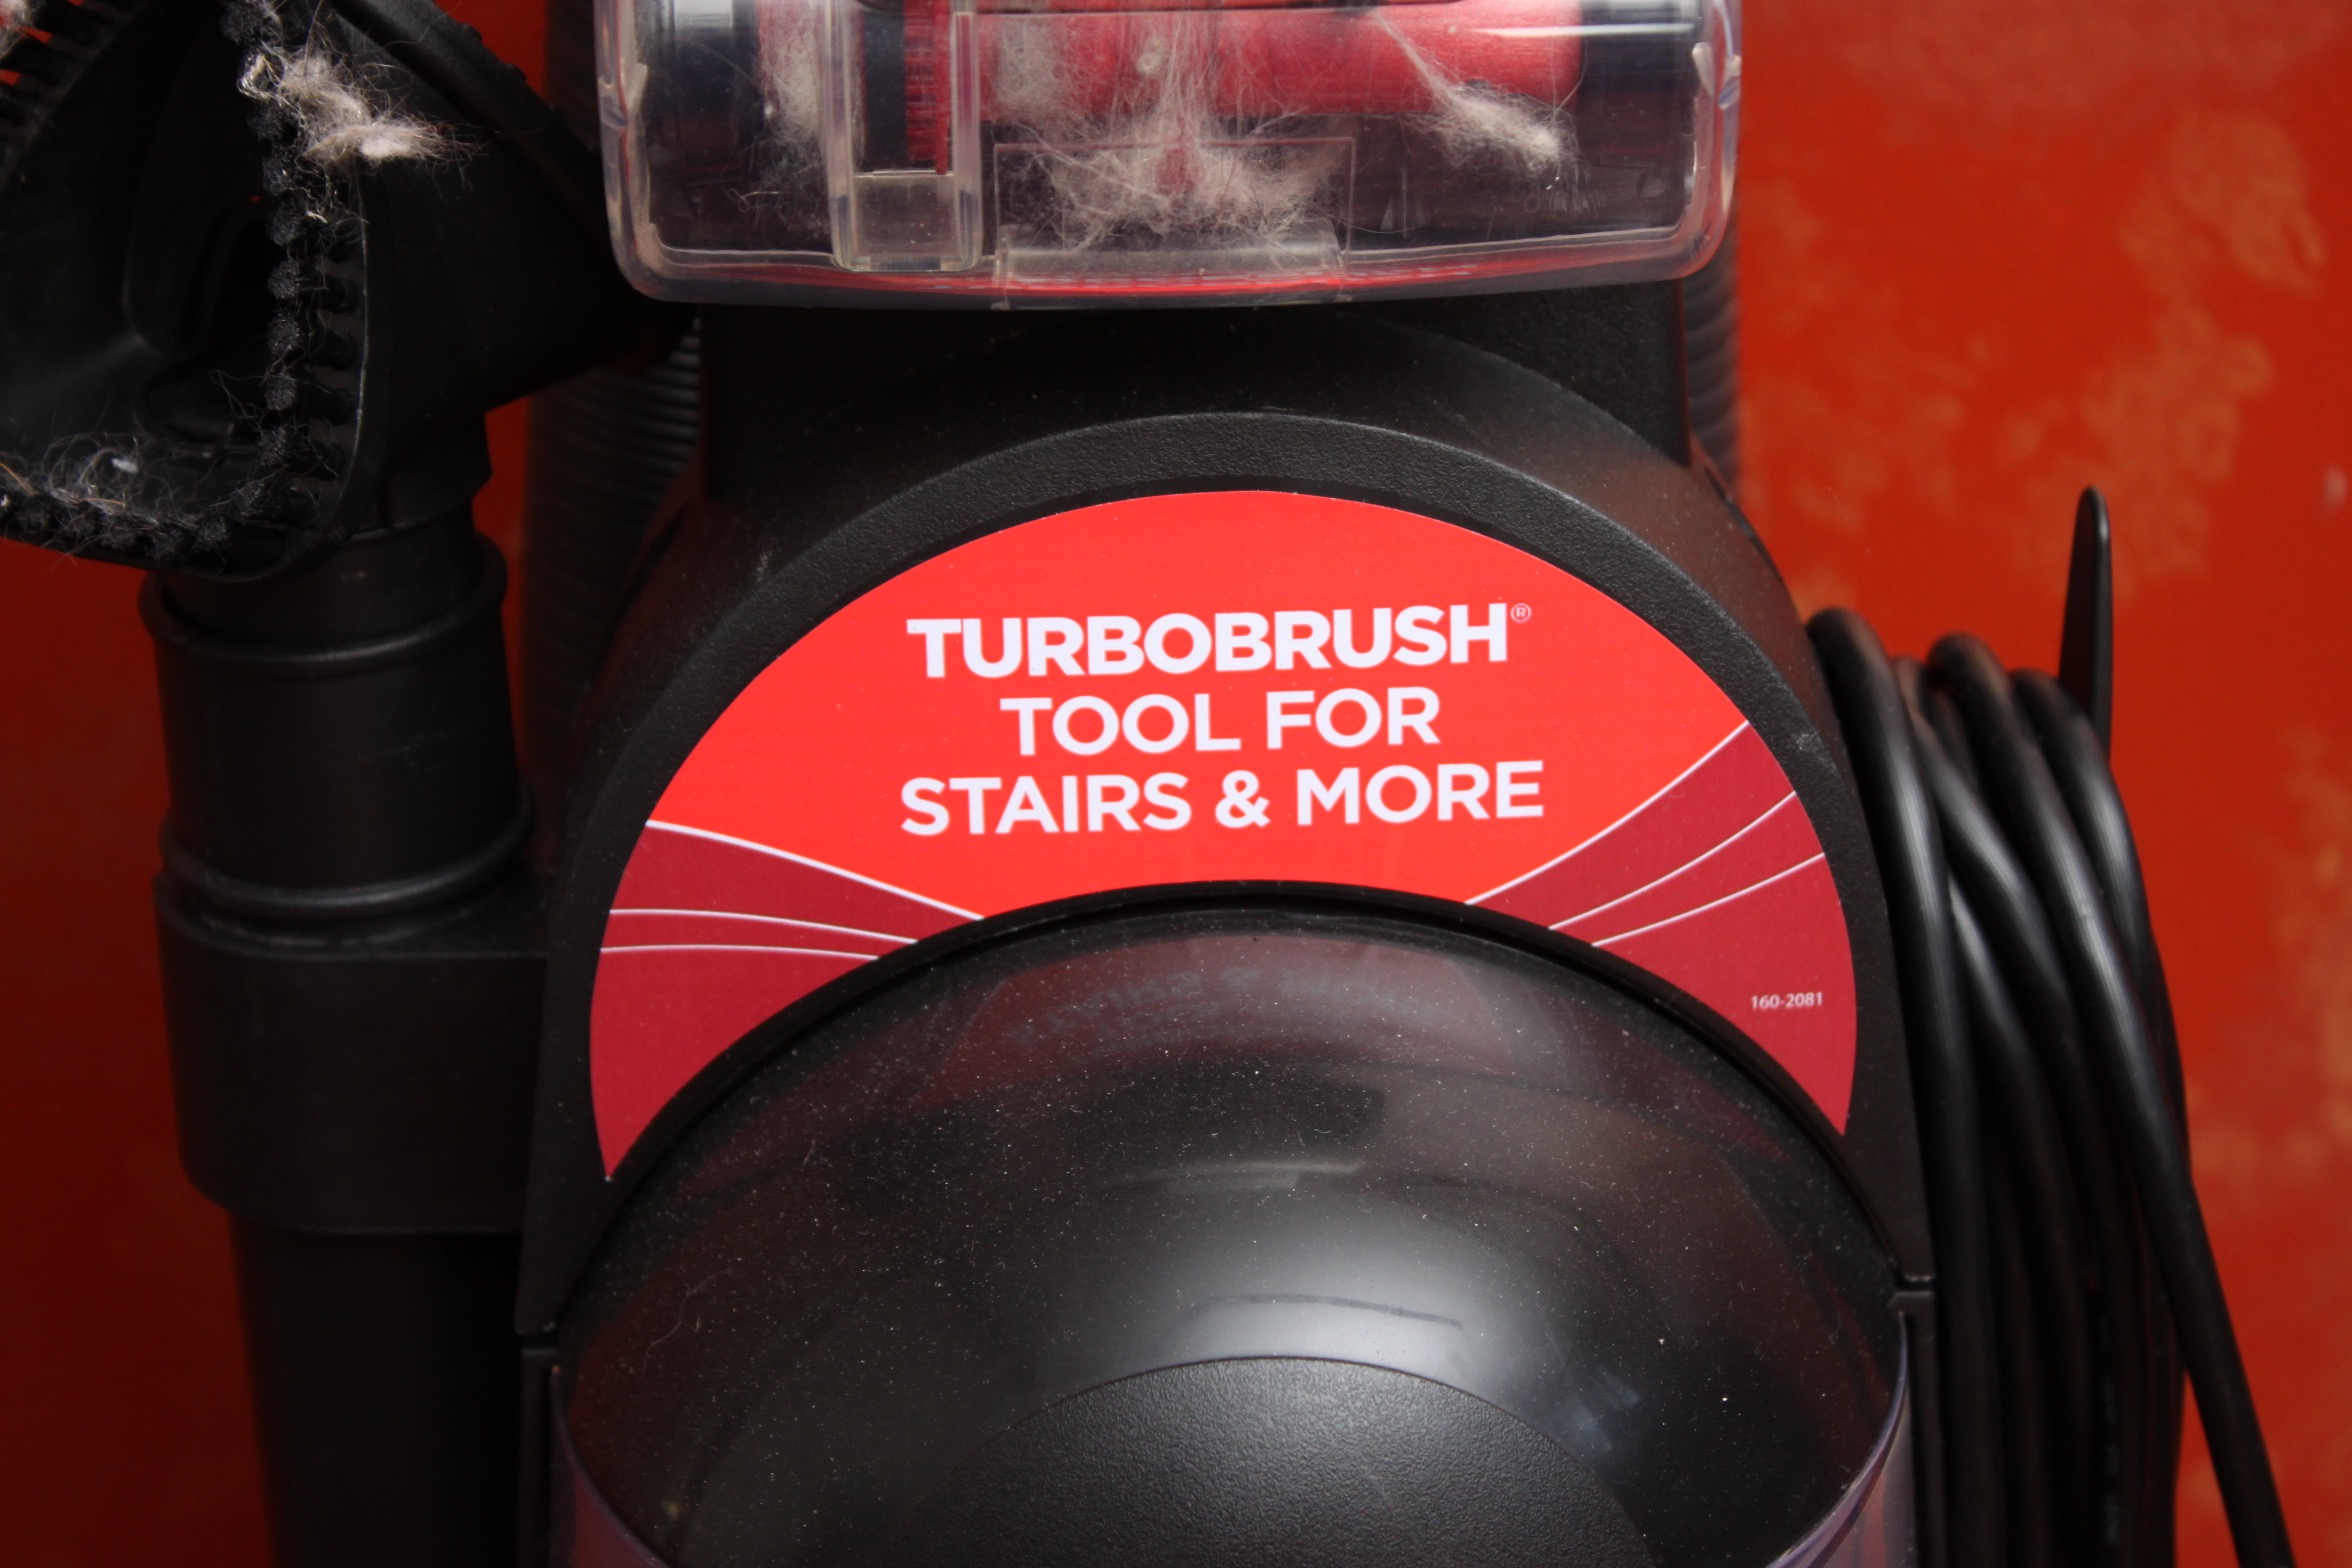 TURBOBRUSH®
TOOL FOR
STAIRS & MORE
160-2081